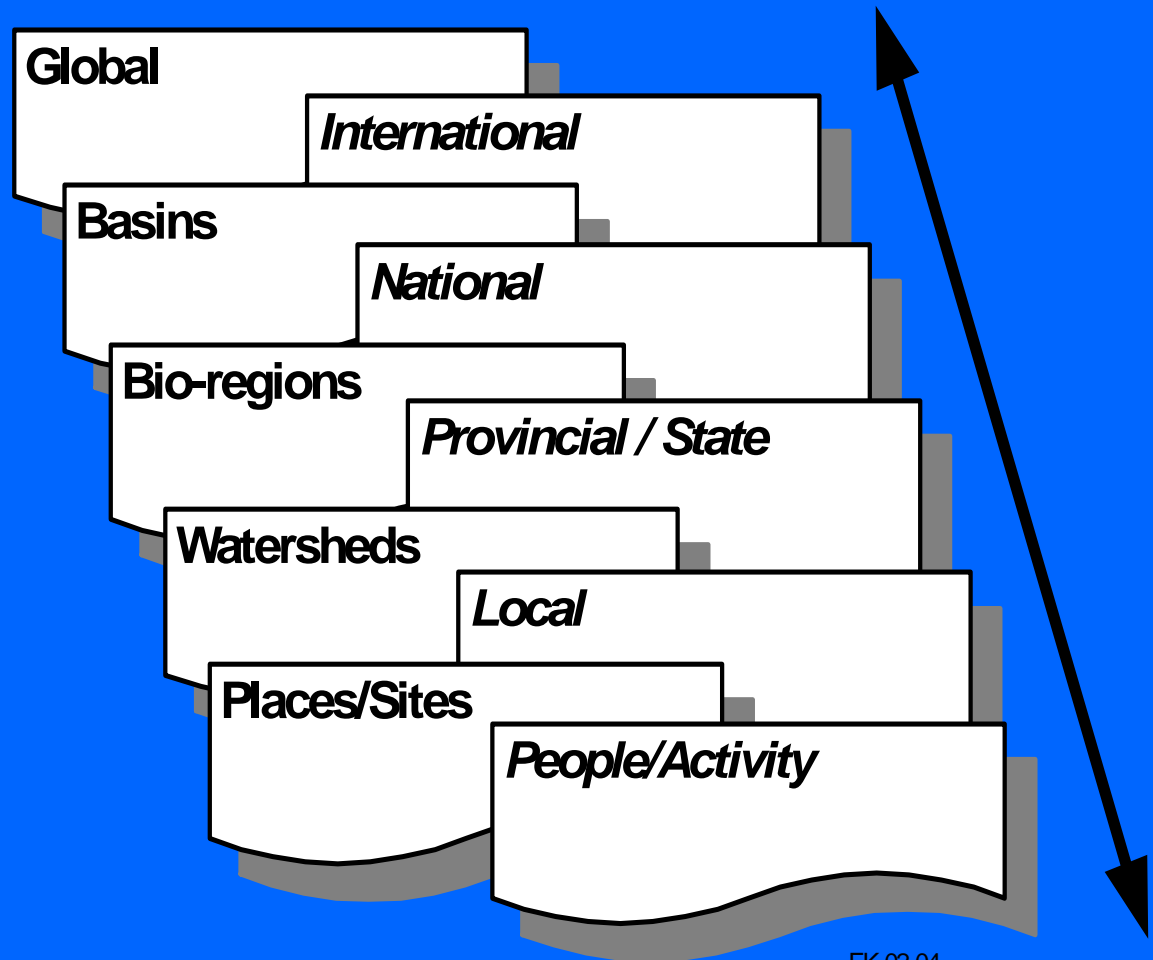 Global
International
Basins
National
Bio-regions
Provincial / State
Watersheds
Local
Places/Sites
People/Activity